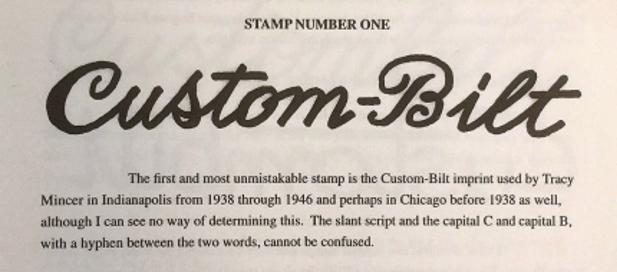 STAMP NUMBER ONE
Custom-Bilt
The first and most unmistakable stamp is the Custom-Bilt imprint used by Tracy
Mincer in Indianapolis from 1938 through 1946 and perhaps in Chicago before 1938 as well,
although I can see no way of determining this. The slant script and the capital C and capital B,
with a hyphen between the two words, cannot be confused.